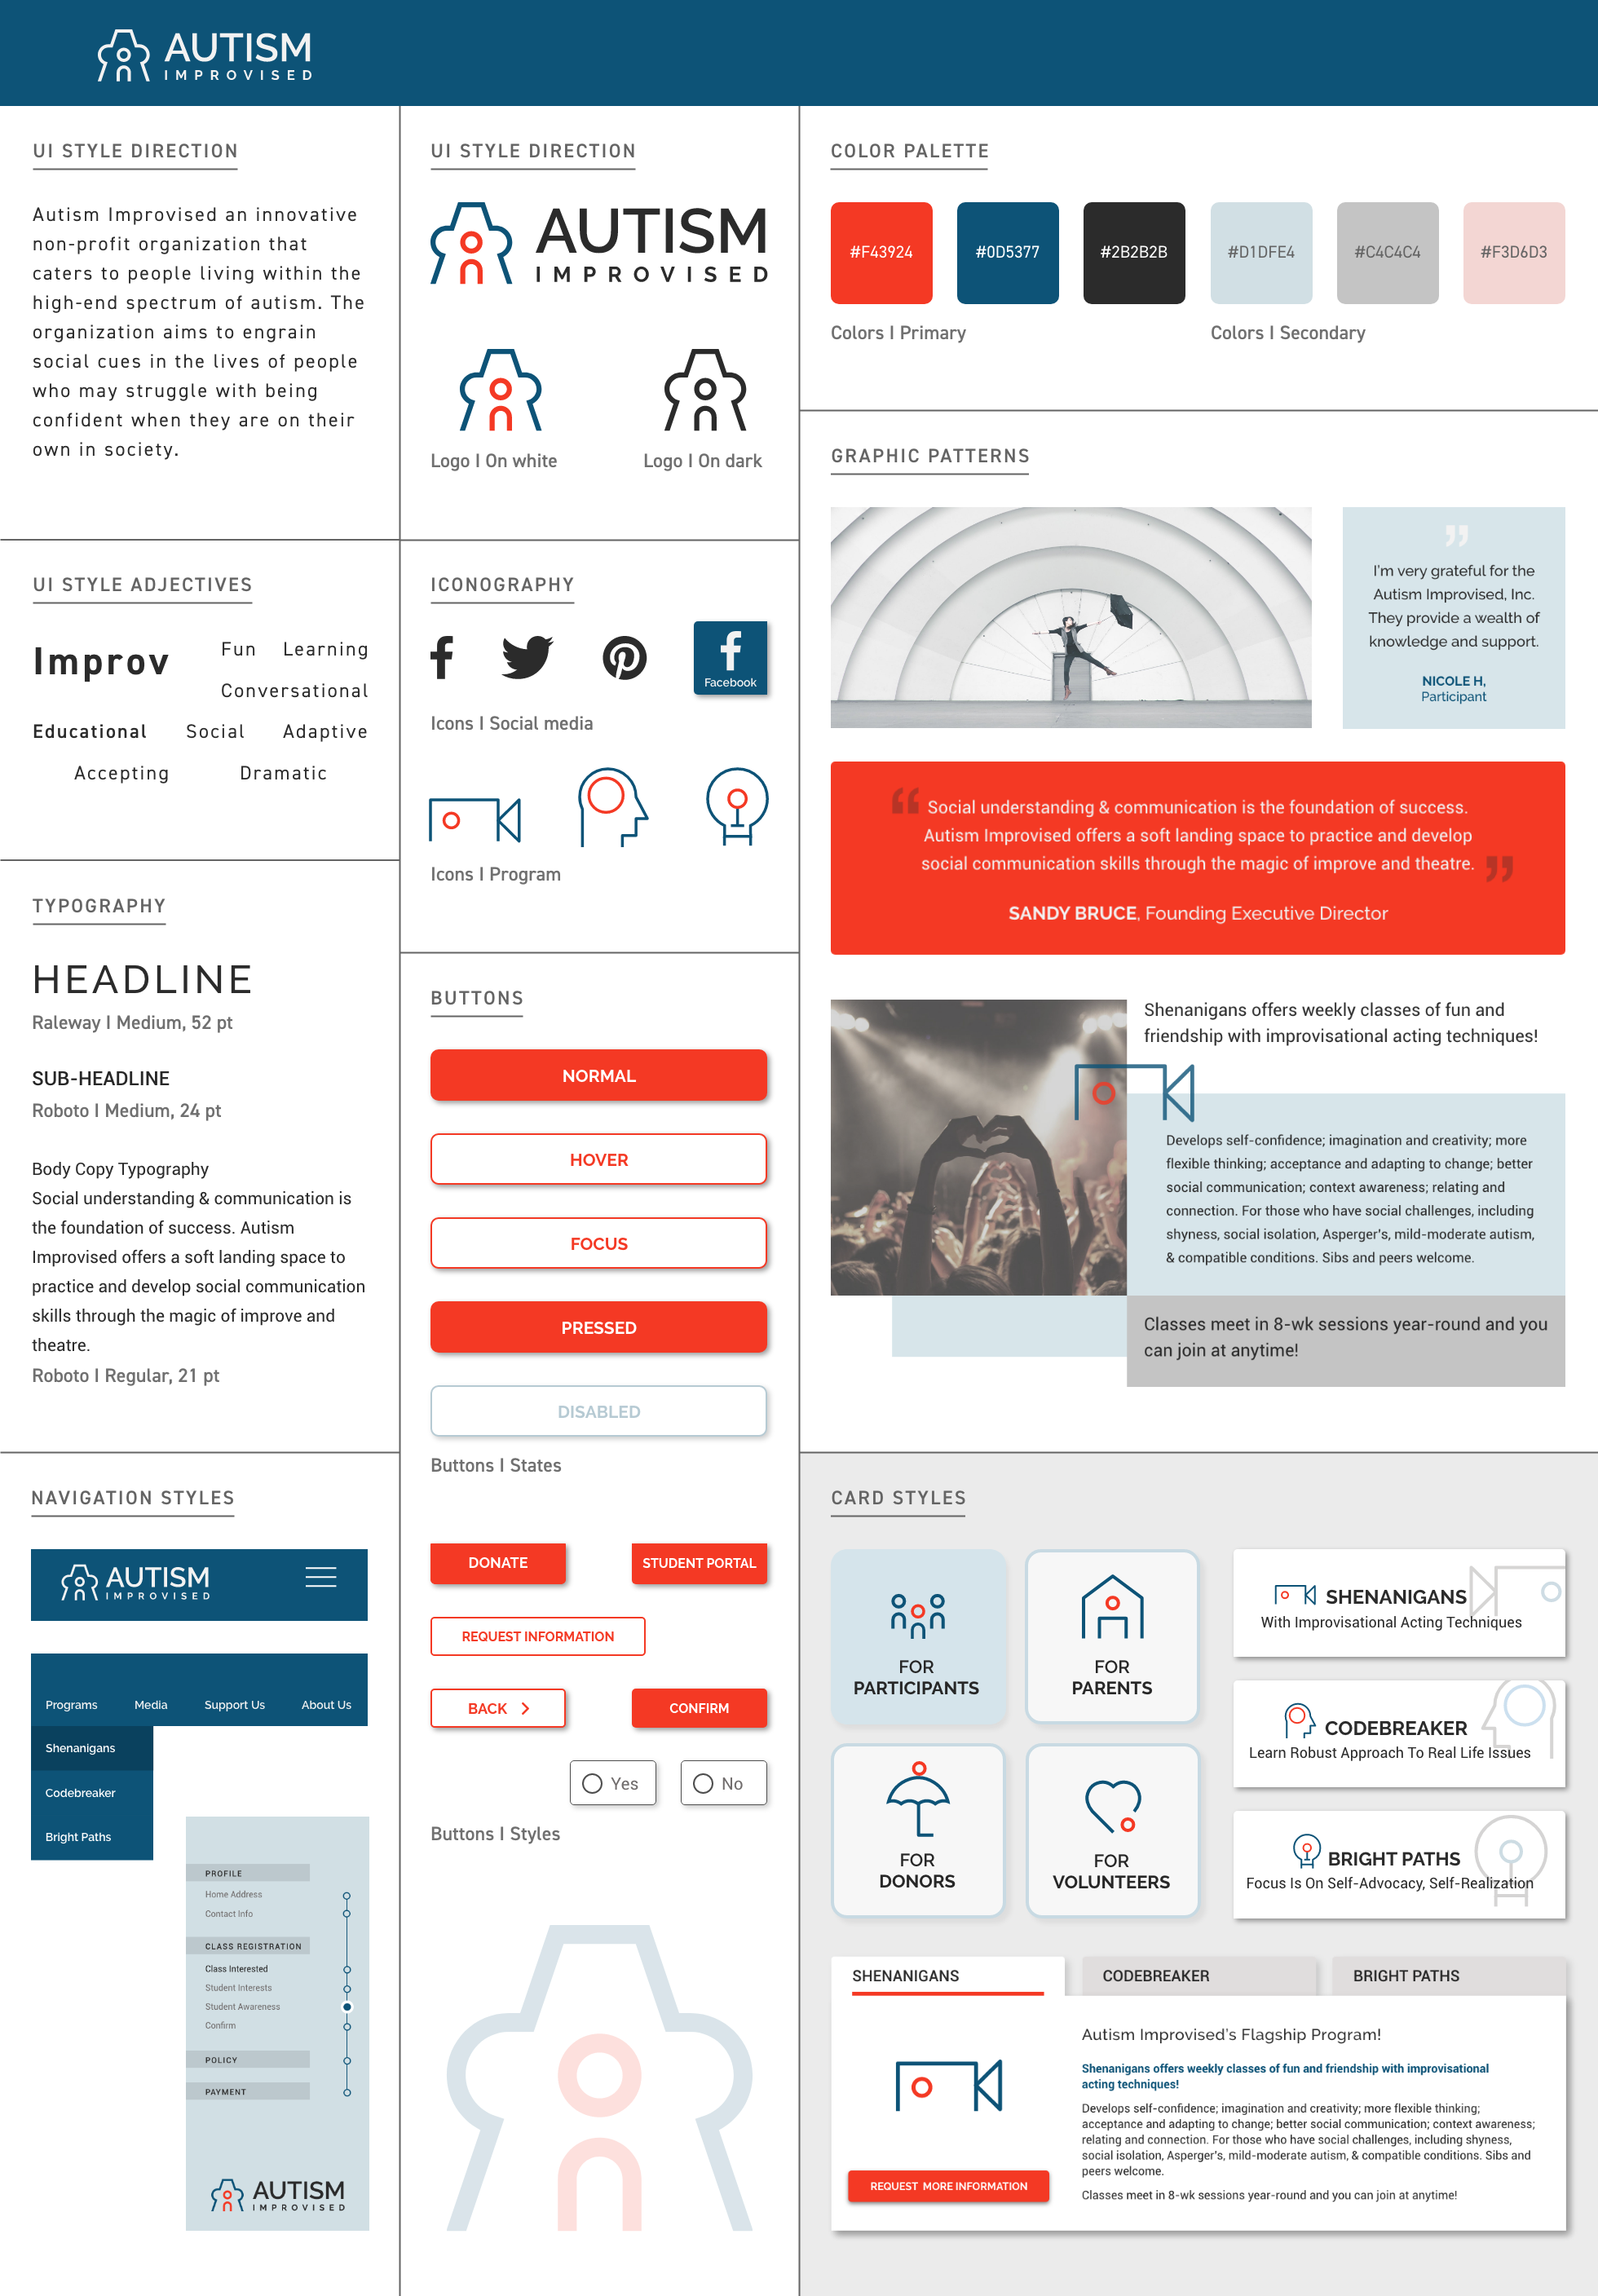 AUTISM
IMPROVISED
UI STYLE DIRECTION
Autism Improvised an innovative
non-profit organization that
caters to people living within the
high-end spectrum of autism. The
organization aims to engrain
social cues in the lives of people
who may struggle with being
confident when they are on their
own in society.
UI STYLE ADJECTIVES
Improv
Fun Learning
Conversational
Educational Social Adaptive
Accepting Dramatic
TYPOGRAPHY
HEADLINE
Raleway I Medium, 52 pt
SUB-HEADLINE
Roboto I Medium, 24 pt
Body Copy Typography
Social understanding & communication is
the foundation of success. Autism
Improvised offers a soft landing space to
practice and develop social communication
skills through the magic of improve and
theatre.
Roboto I Regular, 21 pt
NAVIGATION STYLES
AUTISM
IMPROVISED
Programs Media Support Us About Us
Shenanigans
Codebreaker
Bright Paths
PROFILE
Home Address
Contact Info
CLASS REGISTRATION
Class Interested
Student Interests
Student Awareness
Confirm
POLICY
PAYMENT
AUTISM
IMPROVISED
UI STYLE DIRECTION
AUTISM
IMPROVISED
Logo I On white
Logo I On dark
ICONOGRAPHY
Facebook
Icons I Social media
Icons I Program
BUTTONS
NORMAL
HOVER
FOCUS
PRESSED
DISABLED
Buttons I States
DONATE
STUDENT PORTAL
REQUEST INFORMATION
BACK
CONFIRM
Yes
No
Buttons I Styles
COLOR PALETTE
#F43924
#0D5377
#2B2B2B
#D1DFE4
#C4C4C4
#F3D6D3
Colors I Primary
Colors I Secondary
GRAPHIC PATTERNS
”
I'm very grateful for the
Autism Improvised, Inc.
They provide a wealth of
knowledge and support.
NICOLE H,
Participant
“ Social understanding & communication is the foundation of success.
Autism Improvised offers a soft landing space to practice and develop
social communication skills through the magic of improve and theatre. ”
SANDY BRUCE, Founding Executive Director
Shenanigans offers weekly classes of fun and
friendship with improvisational acting techniques!
Develops self-confidence; imagination and creativity; more
flexible thinking; acceptance and adapting to change; better
social communication; context awareness; relating and
connection. For those who have social challenges, including
shyness, social isolation, Asperger's, mild-moderate autism,
& compatible conditions. Sibs and peers welcome.
Classes meet in 8-wk sessions year-round and you
can join at anytime!
CARD STYLES
FOR
PARTICIPANTS
FOR
PARENTS
FOR
DONORS
FOR
VOLUNTEERS
SHENANIGANS
With Improvisational Acting Techniques
CODEBREAKER
Learn Robust Approach To Real Life Issues
BRIGHT PATHS
Focus Is On Self-Advocacy, Self-Realization
SHENANIGANS
CODEBREAKER
BRIGHT PATHS
Autism Improvised's Flagship Program!
Shenanigans offers weekly classes of fun and friendship with improvisational
acting techniques!
Develops self-confidence; imagination and creativity; more flexible thinking;
acceptance and adapting to change; better social communication; context awareness;
relating and connection. For those who have social challenges, including shyness,
social isolation, Asperger's, mild-moderate autism, & compatible conditions. Sibs and
peers welcome.
Classes meet in 8-wk sessions year-round and you can join at anytime!
REQUEST MORE INFORMATION